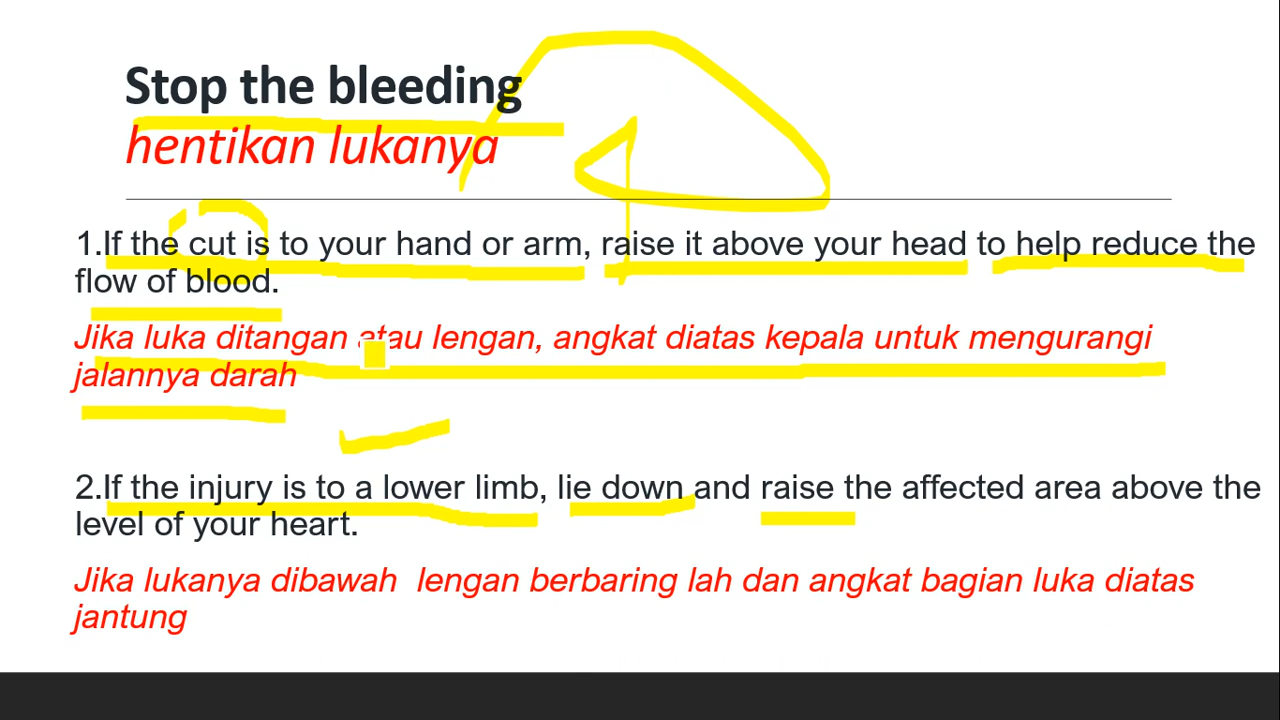 Stop the bleeding
hentikan lukanya
1.If the cut is to your hand or arm, raise it above your head to help reduce the
flow of blood.
Jika luka ditangan atau lengan, angkat diatas kepala untuk mengurangi
jalannya darah
2.If the injury is to a lower limb, lie down and raise the affected area above the
level of your heart.
Jika lukanya dibawah  lengan berbaring lah dan angkat bagian luka diatas
jantung